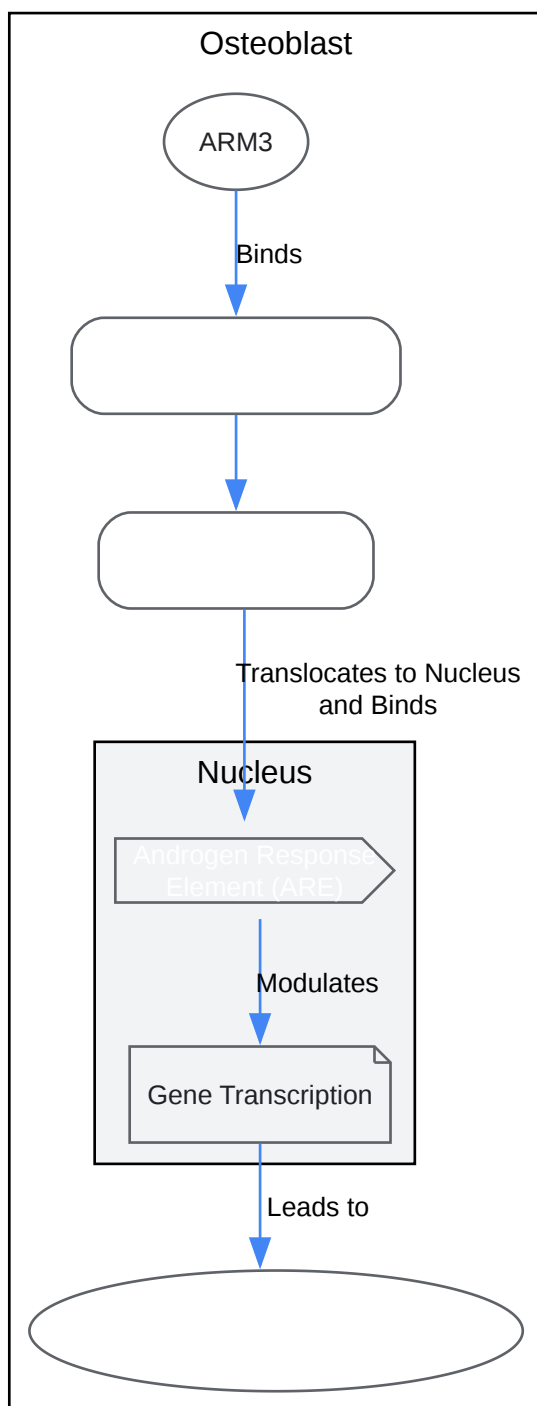 Osteoblast
ARM3
Binds
Translocates to Nucleus
and Binds
Nucleus
Androgen Response
Element (ARE)
Modulates
Gene Transcription
Leads to